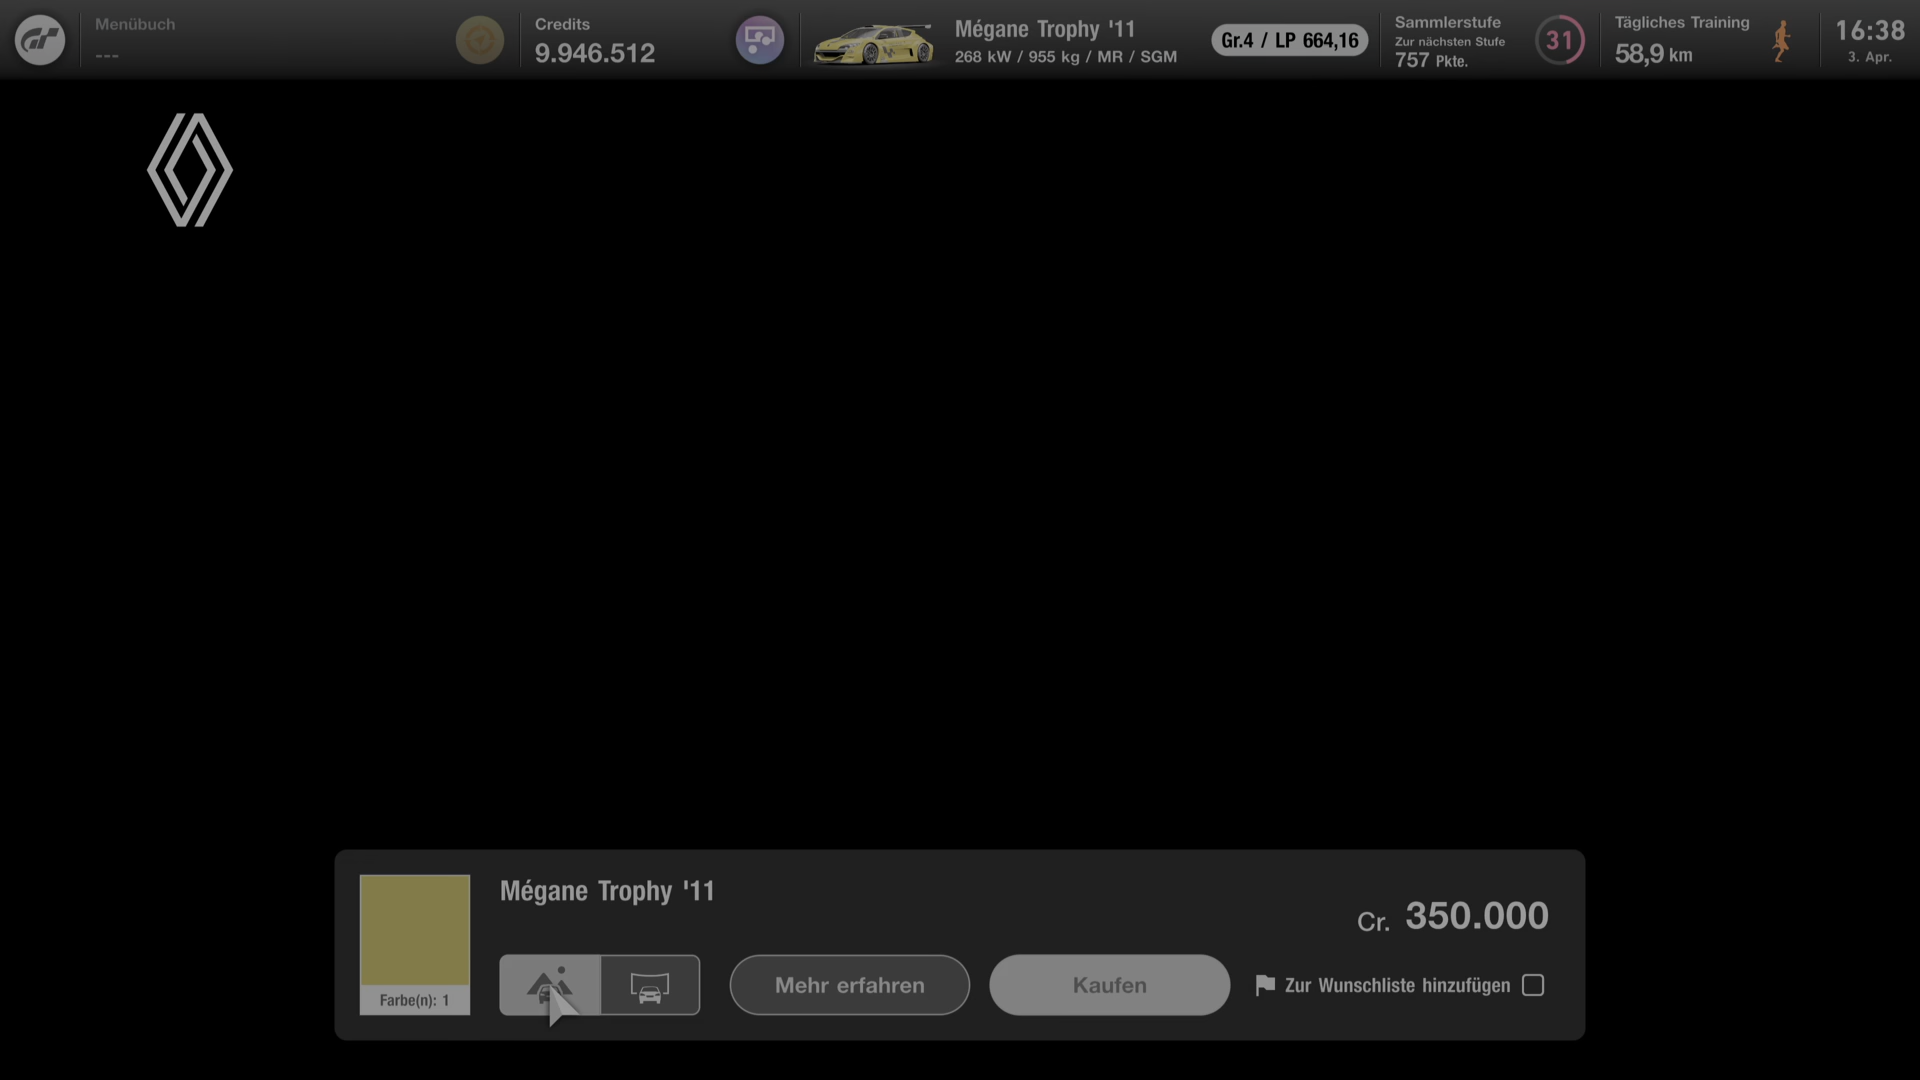 Menübuch
---
Credits
9.946.512
Mégane Trophy '11
268 kW / 955 kg / MR / SGM
Gr.4 / LP 664,16
Sammlerstufe
Zur nächsten Stufe
757 Pkte.
31
Tägliches Training
58,9 km
16:38
3. Apr.
Mégane Trophy '11
Cr. 350.000
Farbe(n): 1
Mehr erfahren
Kaufen
Zur Wunschliste hinzufügen